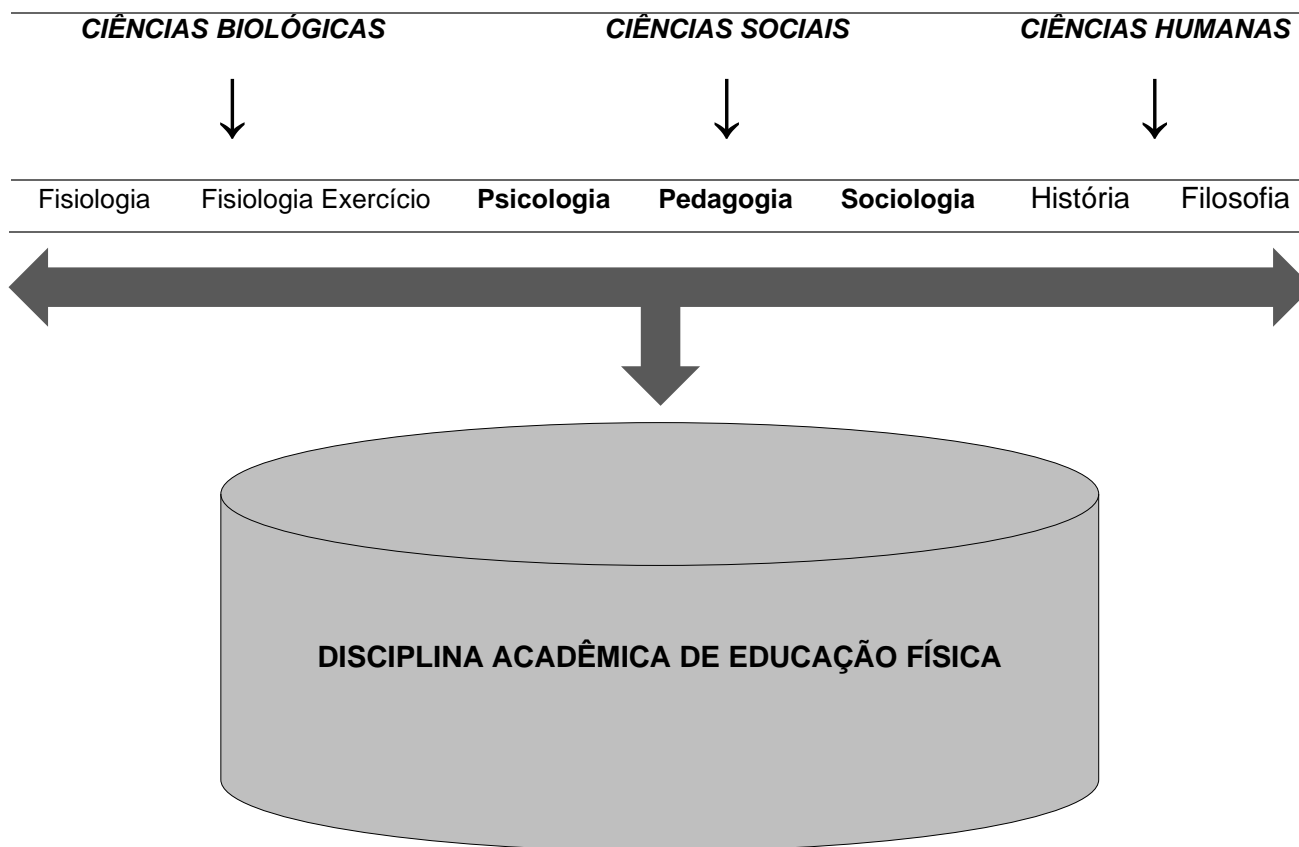 CIÊNCIAS BIOLÓGICAS CIÊNCIAS SOCIAIS CIÊNCIAS HUMANAS
Fisiologia Fisiologia Exercício Psicologia Pedagogia Sociologia História Filosofia
DISCIPLINA ACADÊMICA DE EDUCAÇÃO FÍSICA